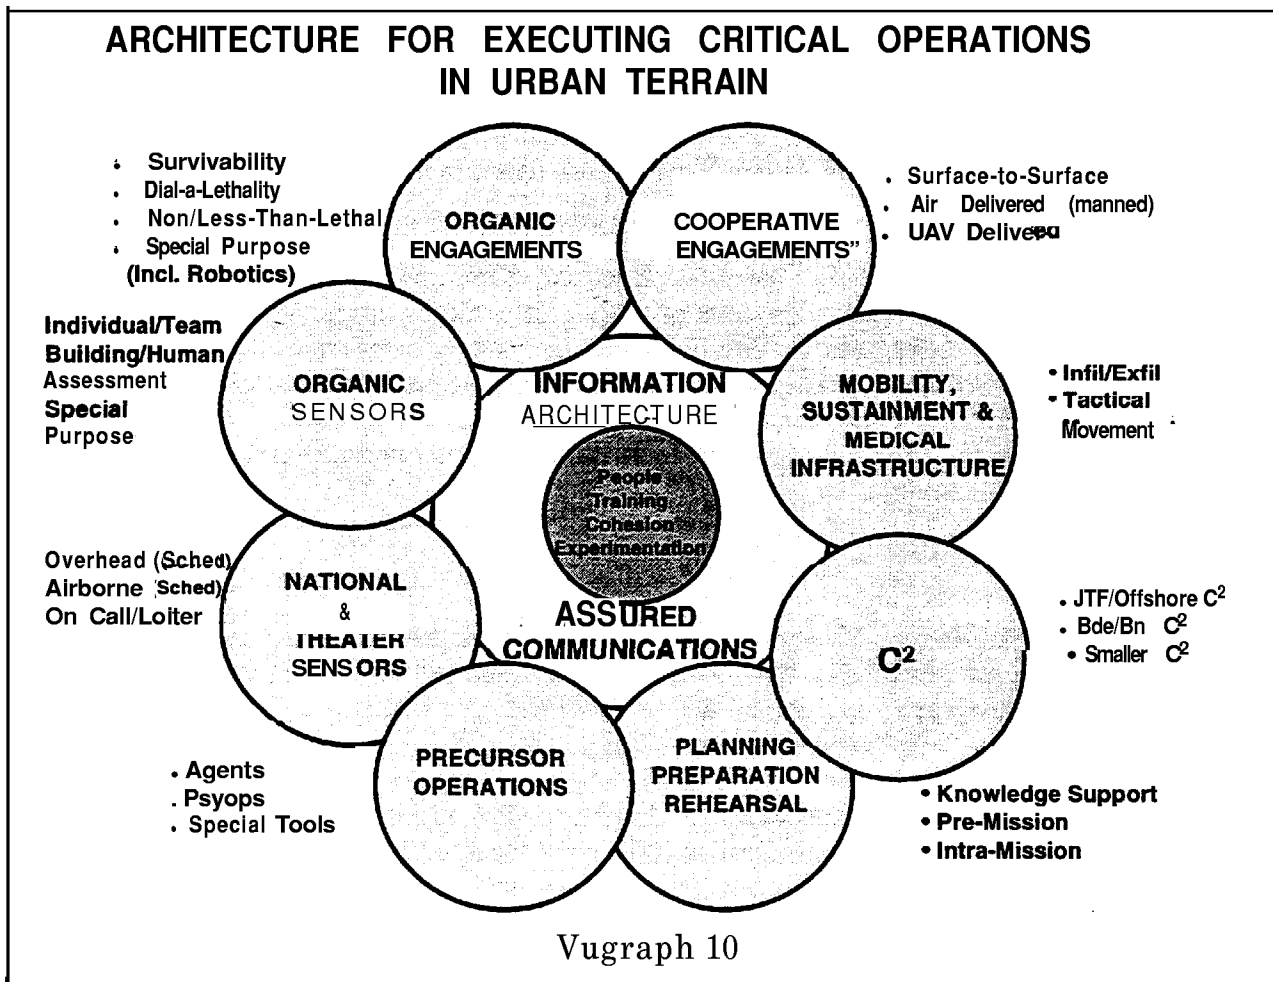 ARCHITECTURE FOR EXECUTING CRITICAL OPERATIONS
IN URBAN TERRAIN
. Survivability
. Dial-a-Lethality
. Non/Less-Than-Lethal
. Special Purpose
(Incl. Robotics)
ORGANIC
ENGAGEMENTS
COOPERATIVE
ENGAGEMENTS”
. Surface-to-Surface
. Air Delivered (manned)
. UAV
Individual/Team
Building/Human
Assessment
Special
Purpose
ORGANIC
SENSORS
INFORMATION
ARCHITECTURE
MOBILITY,
SUSTAINMENT &
MEDICAL
INFRASTRUCTURE
• Infil/Exfil
• Tactical
Movement
People
Training
Cohesion
Experimentation
Overhead (Sched)
Airborne Sched)
On Call/Loiter
NATIONAL
&
THEATER
SENSORS
ASSURED
COMMUNICATIONS
C²
. JTF/Offshore C²
. Bde/Bn C²
• Smaller C²
. Agents
. Psyops
. Special Tools
PRECURSOR
OPERATIONS
PLANNING
PREPARATION
REHEARSAL
• Knowledge Support
• Pre-Mission
• Intra-Mission
Vugraph 10